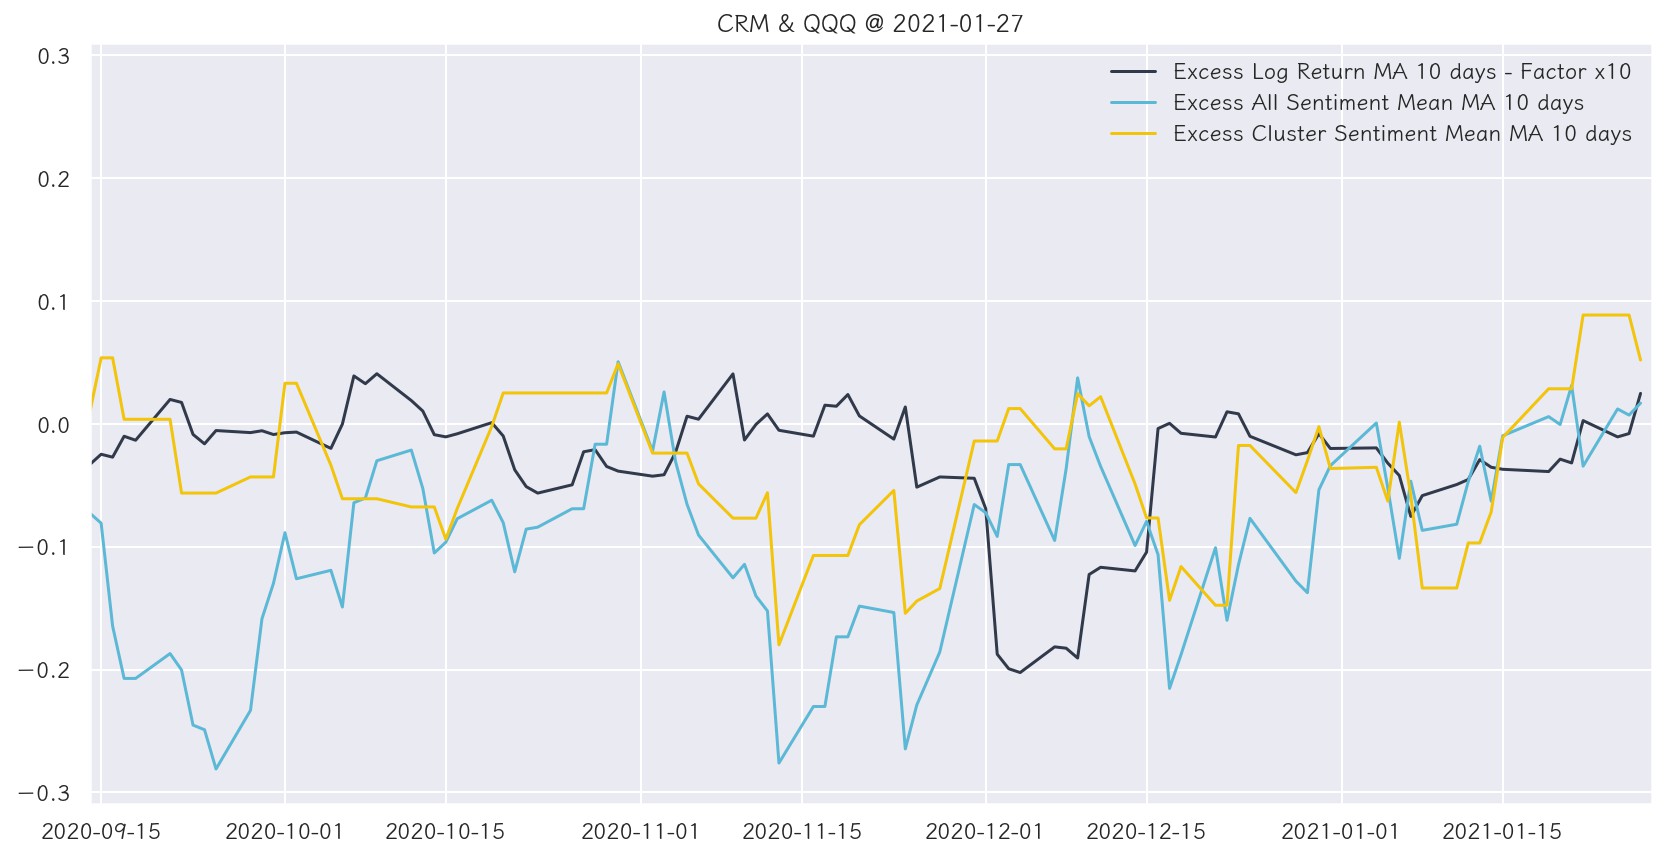 CRM & QQQ @ 2021-01-27
Excess Log Return MA 10 days - Factor x10
Excess All Sentiment Mean MA 10 days
Excess Cluster Sentiment Mean MA 10 days
0.3
0.2
0.1
0.0
−0.1
−0.2
−0.3
2020-09-15 2020-10-01 2020-10-15 2020-11-01 2020-11-15 2020-12-01 2020-12-15 2021-01-01 2021-01-15